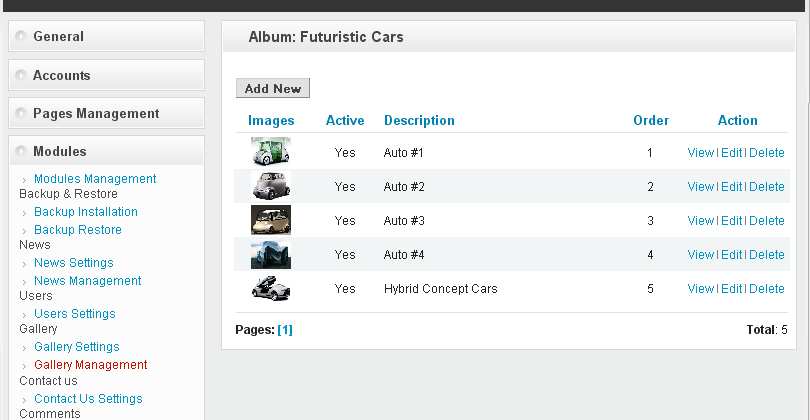 General
Accounts
Pages Management
Modules
Modules Management
Backup & Restore
Backup Installation
Backup Restore
News
News Settings
News Management
Users
Users Settings
Gallery
Gallery Settings
Gallery Management
Contact us
Contact Us Settings
Comments
Album: Futuristic Cars
Add New
Images Active Description Order Action
Yes Auto #1 1 View | Edit | Delete
Yes Auto #2 2 View | Edit | Delete
Yes Auto #3 3 View | Edit | Delete
Yes Auto #4 4 View | Edit | Delete
Yes Hybrid Concept Cars 5 View | Edit | Delete
Pages: [1] Total: 5